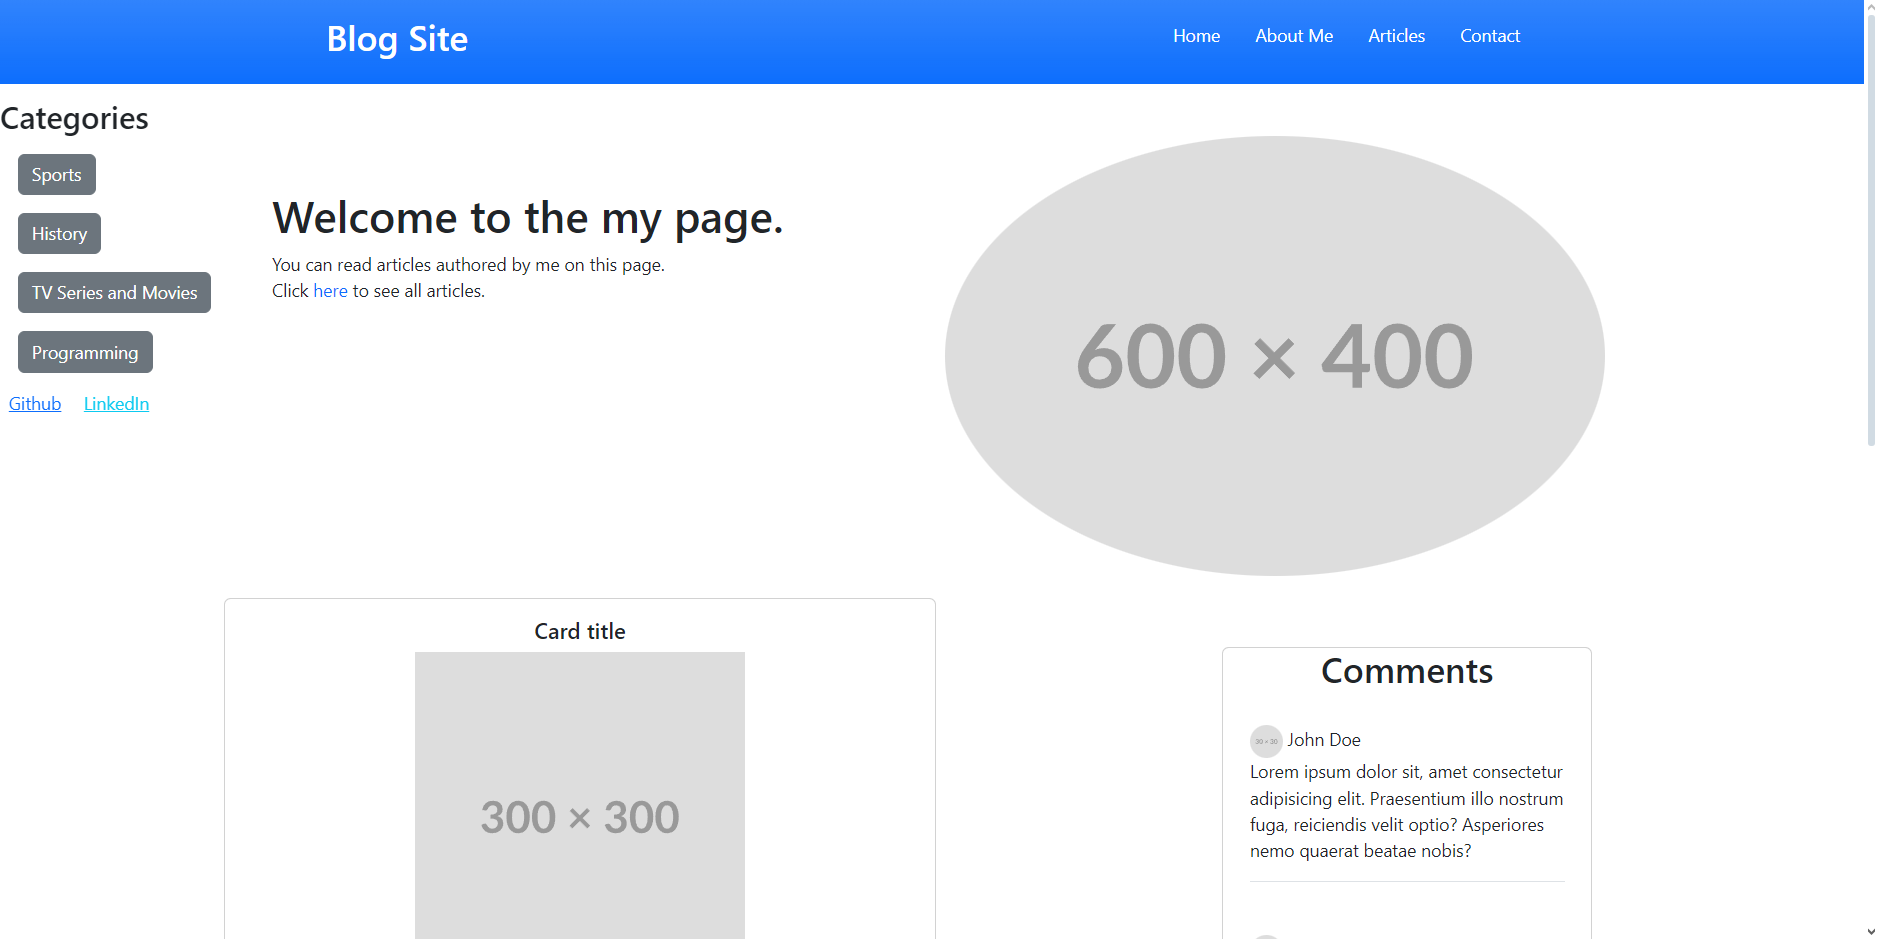 Blog Site
Home
About Me
Articles
Contact
Categories
Sports
History
TV Series and Movies
Programming
Github
LinkedIn
Welcome to the my page.
You can read articles authored by me on this page.
Click here to see all articles.
600 × 400
Card title
300 × 300
Comments
30 × 30
John Doe
Lorem ipsum dolor sit, amet consectetur
adipisicing elit. Praesentium illo nostrum
fuga, reiciendis velit optio? Asperiores
nemo quaerat beatae nobis?